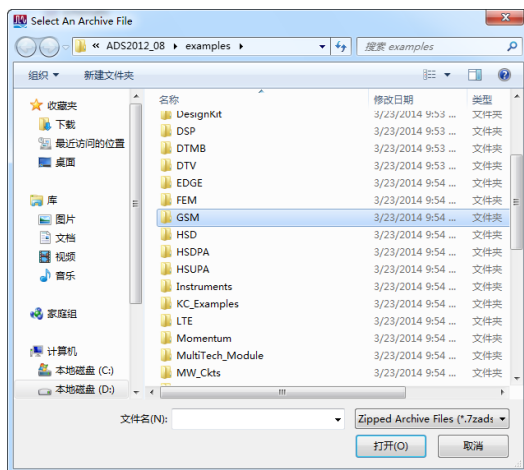 Select An Archive File
« ADS2012_08 ▸ examples ▸
搜索 examples
组织 ▼ 新建文件夹
收藏夹
下载
最近访问的位置
桌面
库
图片
文档
视频
音乐
家庭组
计算机
本地磁盘 (C:)
本地磁盘 (D:)
名称 修改日期 类型
DesignKit 3/23/2014 9:53 ... 文件夹
DSP 3/23/2014 9:53 ... 文件夹
DTMB 3/23/2014 9:53 ... 文件夹
DTV 3/23/2014 9:53 ... 文件夹
EDGE 3/23/2014 9:54 ... 文件夹
FEM 3/23/2014 9:54 ... 文件夹
GSM 3/23/2014 9:54 ... 文件夹
HSD 3/23/2014 9:54 ... 文件夹
HSDPA 3/23/2014 9:54 ... 文件夹
HSUPA 3/23/2014 9:54 ... 文件夹
Instruments 3/23/2014 9:54 ... 文件夹
KC_Examples 3/23/2014 9:54 ... 文件夹
LTE 3/23/2014 9:54 ... 文件夹
Momentum 3/23/2014 9:54 ... 文件夹
MultiTech_Module 3/23/2014 9:54 ... 文件夹
MW_Ckts 3/23/2014 9:54 ... 文件夹
文件名(N):
Zipped Archive Files (*.7zads
打开(O) 取消